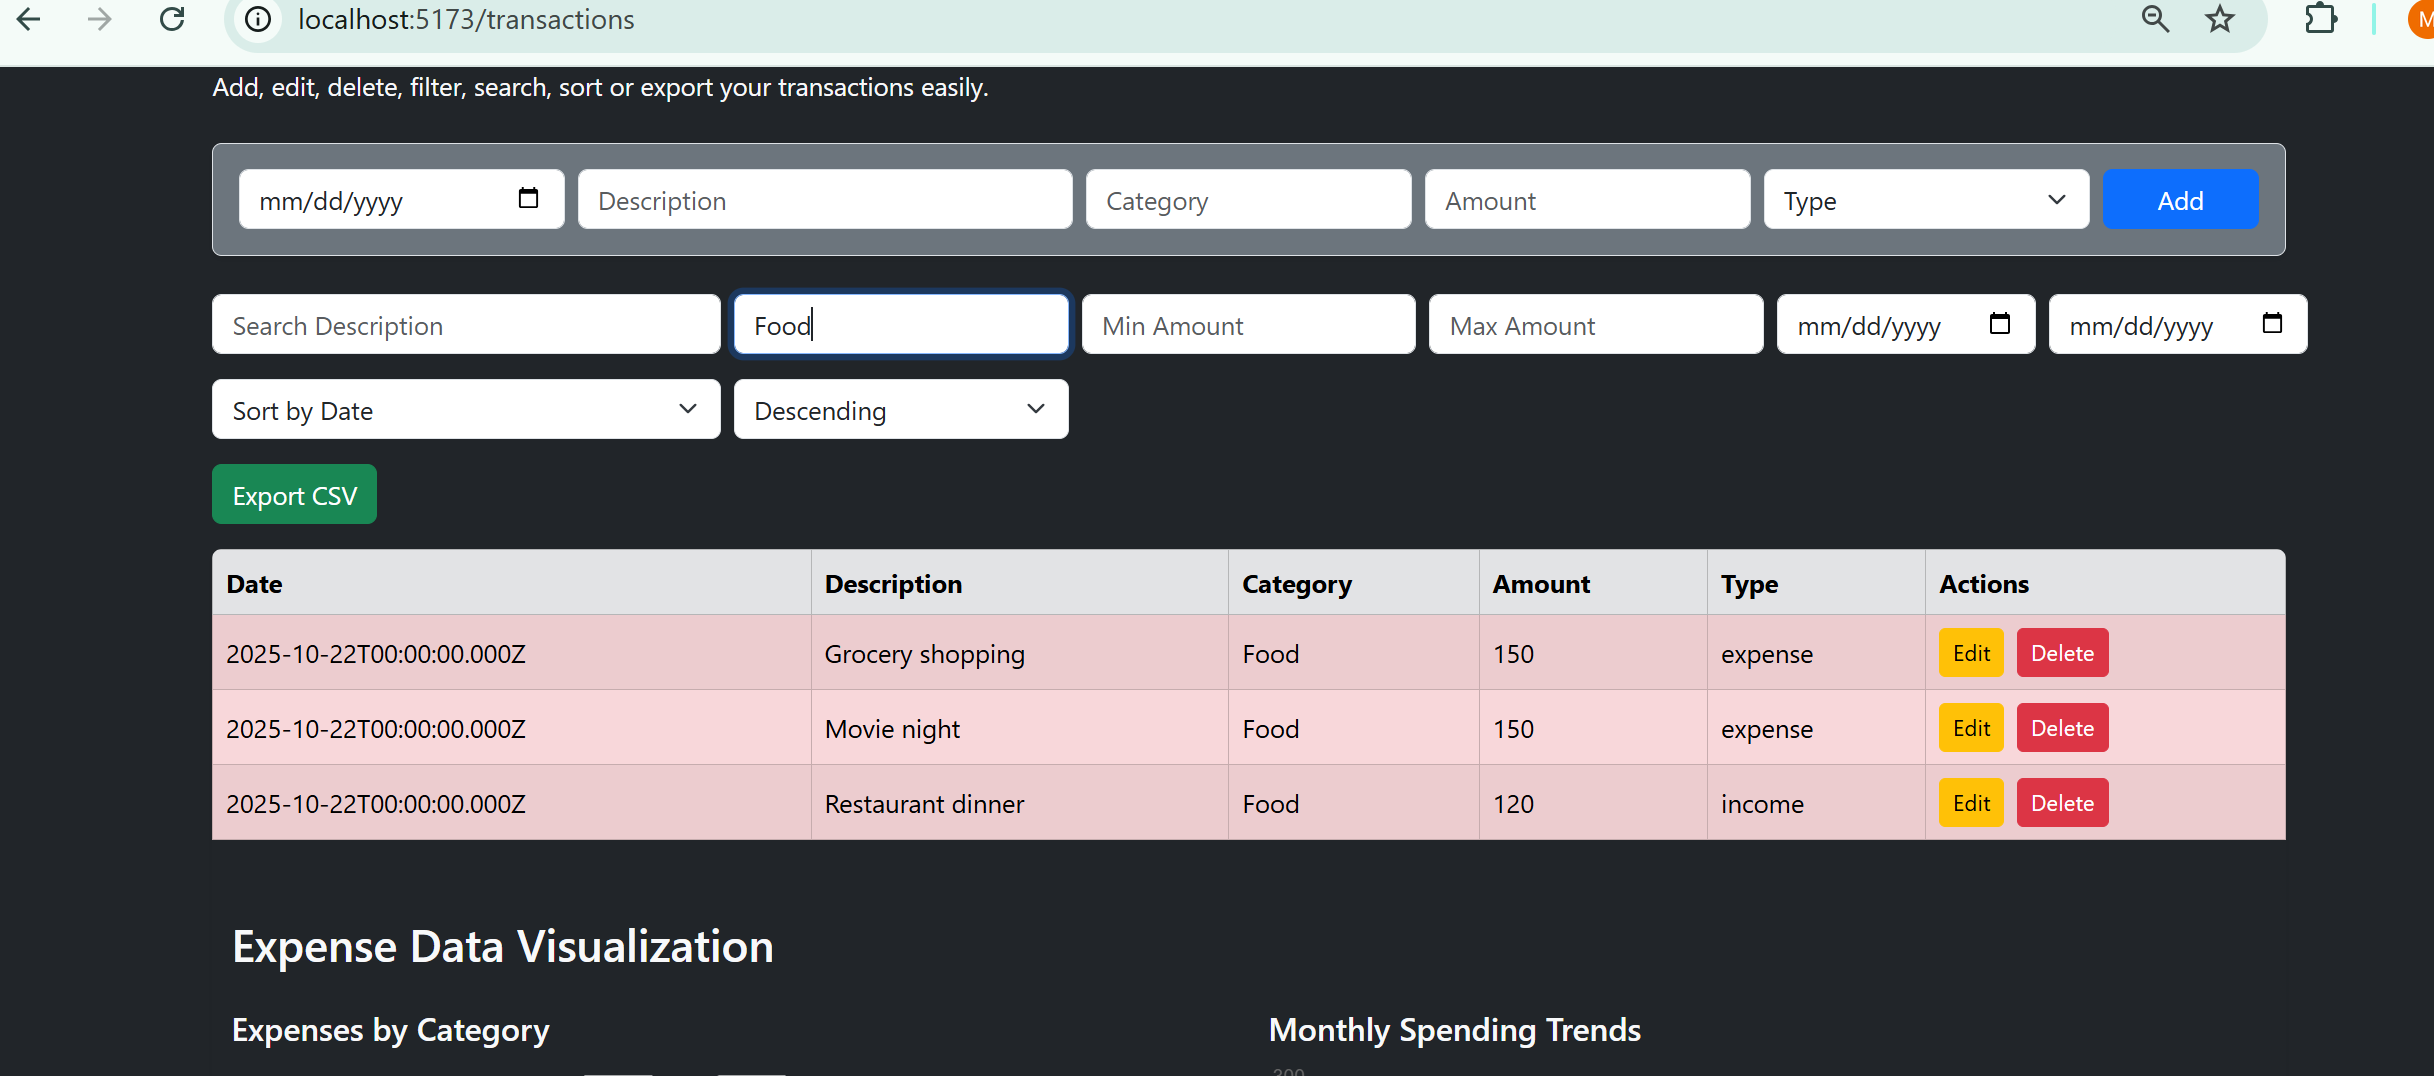 localhost:5173/transactions
M
Add, edit, delete, filter, search, sort or export your transactions easily.
mm/dd/yyyy Description Category Amount Type Add
Search Description Food Min Amount Max Amount mm/dd/yyyy mm/dd/yyyy
Sort by Date Descending
Export CSV
Date Description Category Amount Type Actions
2025-10-22T00:00:00.000Z Grocery shopping Food 150 expense Edit Delete
2025-10-22T00:00:00.000Z Movie night Food 150 expense Edit Delete
2025-10-22T00:00:00.000Z Restaurant dinner Food 120 income Edit Delete
Expense Data Visualization
Expenses by Category Monthly Spending Trends